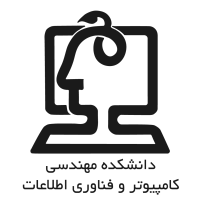 دانشکده مهندسی
کامپیوتر و فناوری اطلاعات